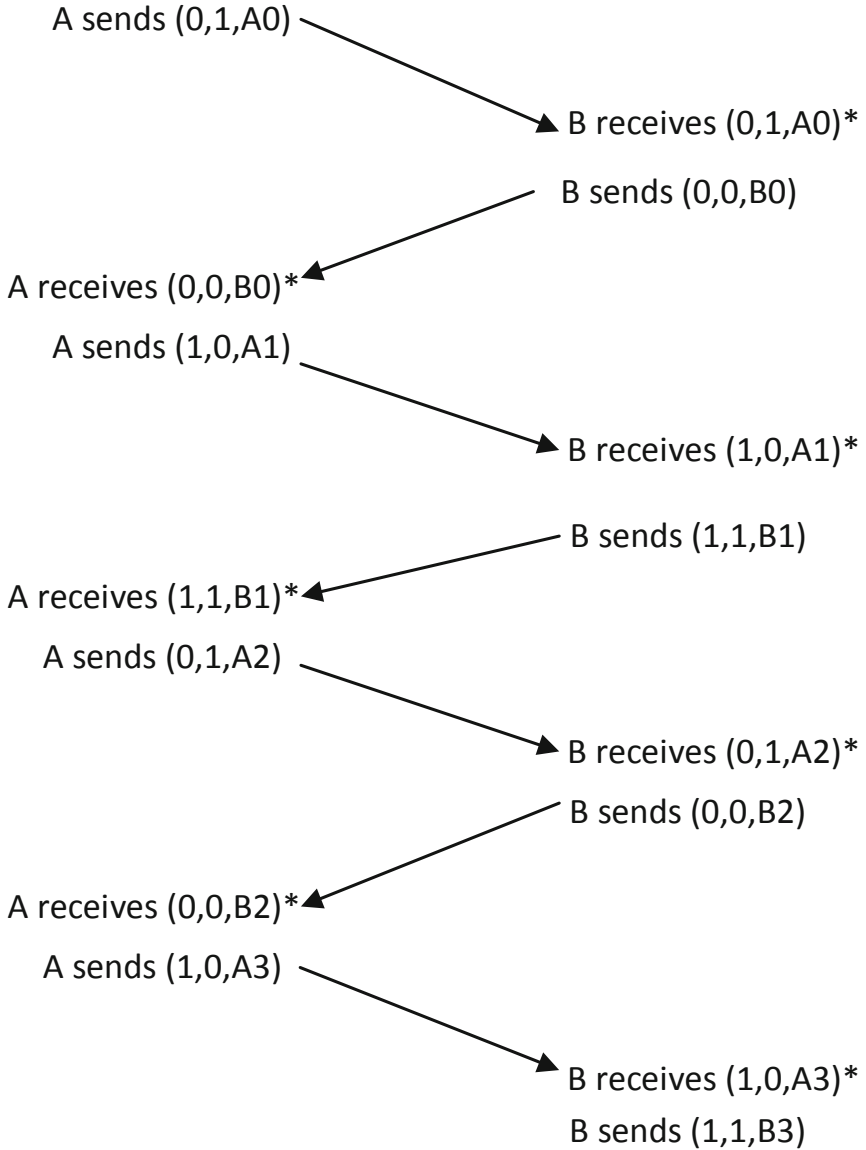 A sends (0,1,A0)
B receives (0,1,A0)*
B sends (0,0,B0)
A receives (0,0,B0)*
A sends (1,0,A1)
B receives (1,0,A1)*
B sends (1,1,B1)
A receives (1,1,B1)*
A sends (0,1,A2)
B receives (0,1,A2)*
B sends (0,0,B2)
A receives (0,0,B2)*
A sends (1,0,A3)
B receives (1,0,A3)*
B sends (1,1,B3)